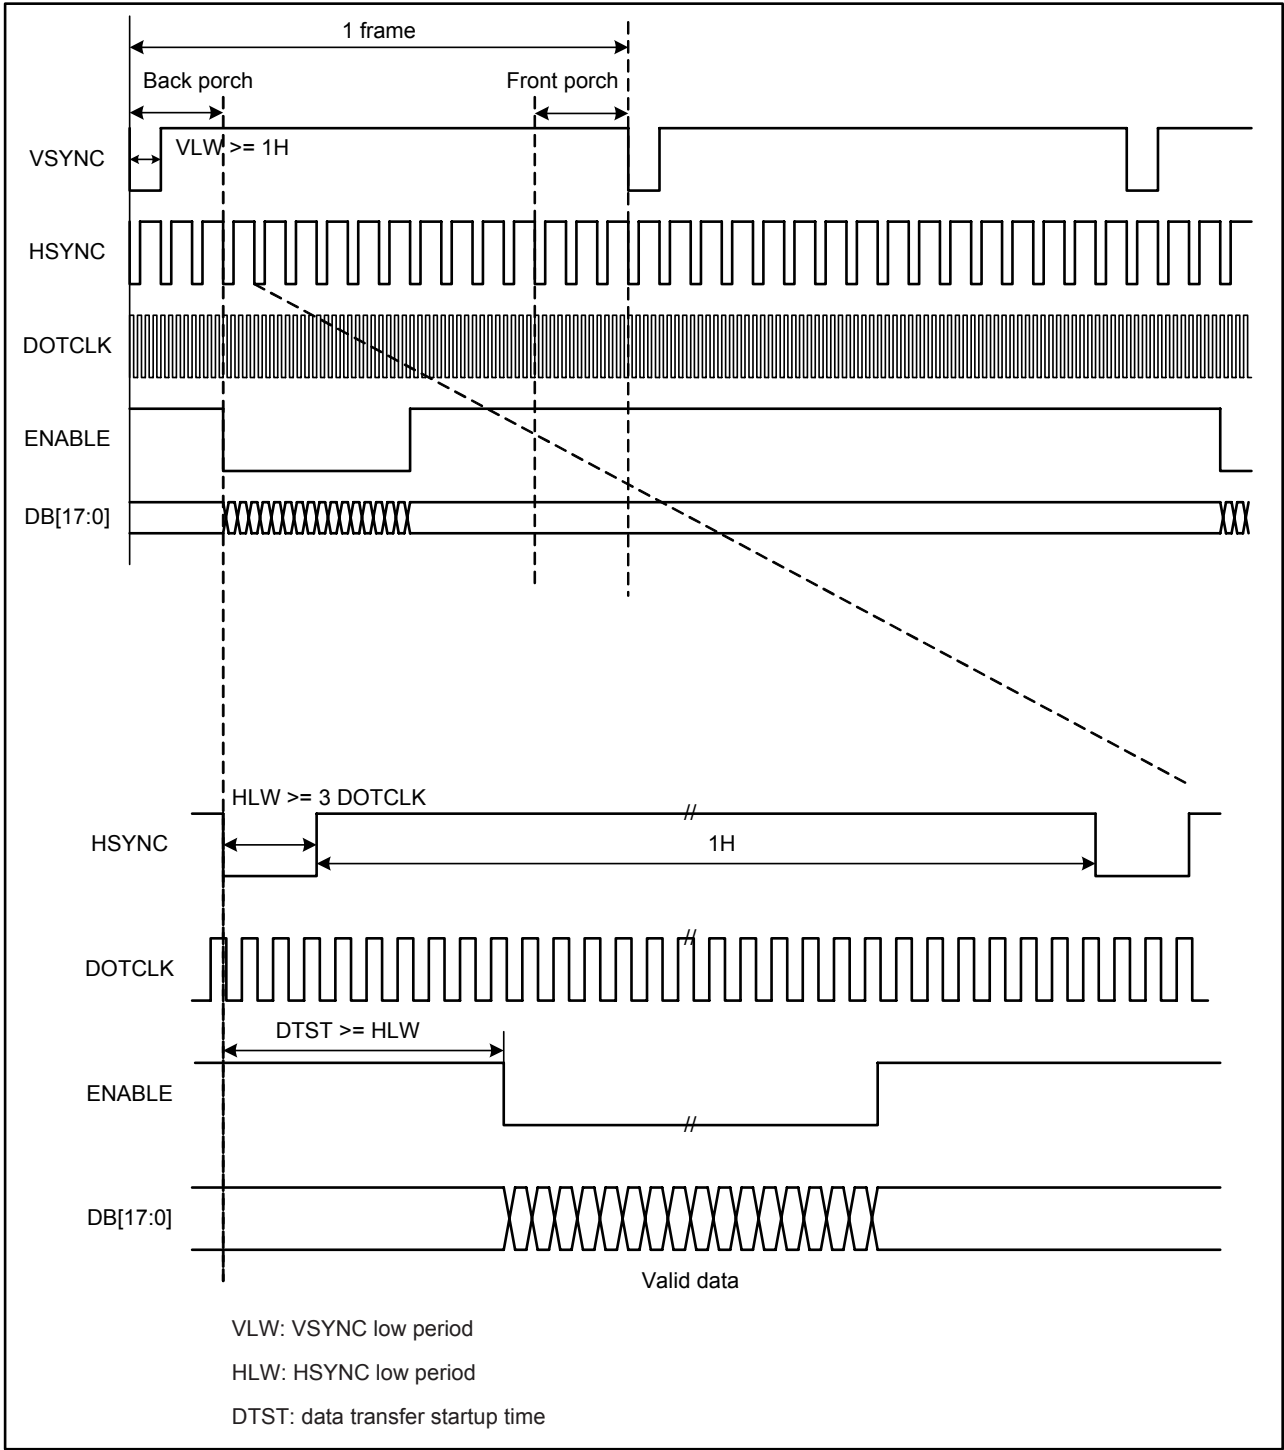 1 frame
Back porch
Front porch
VLW >= 1H
VSYNC
HSYNC
DOTCLK
ENABLE
DB[17:0]
HLW >= 3 DOTCLK
HSYNC
1H
DOTCLK
DTST >= HLW
ENABLE
DB[17:0]
Valid data
VLW: VSYNC low period
HLW: HSYNC low period
DTST: data transfer startup time